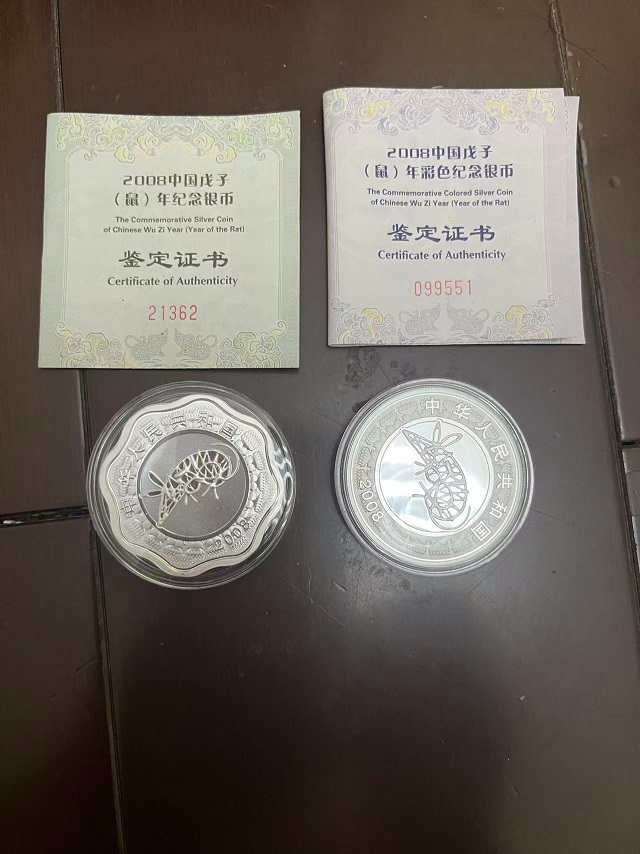 2008中国戊子
（鼠）年纪念银币
The Commemorative Silver Coin
of Chinese Wu Zi Year (Year of the Rat)
鉴定证书
Certificate of Authenticity
21362
2008中国戊子
（鼠）年彩色纪念银币
The Commemorative Colored Silver Coin
of Chinese Wu Zi Year (Year of the Rat)
鉴定证书
Certificate of Authenticity
099551
中华人民共和国
2008
中华人民共和国
2008